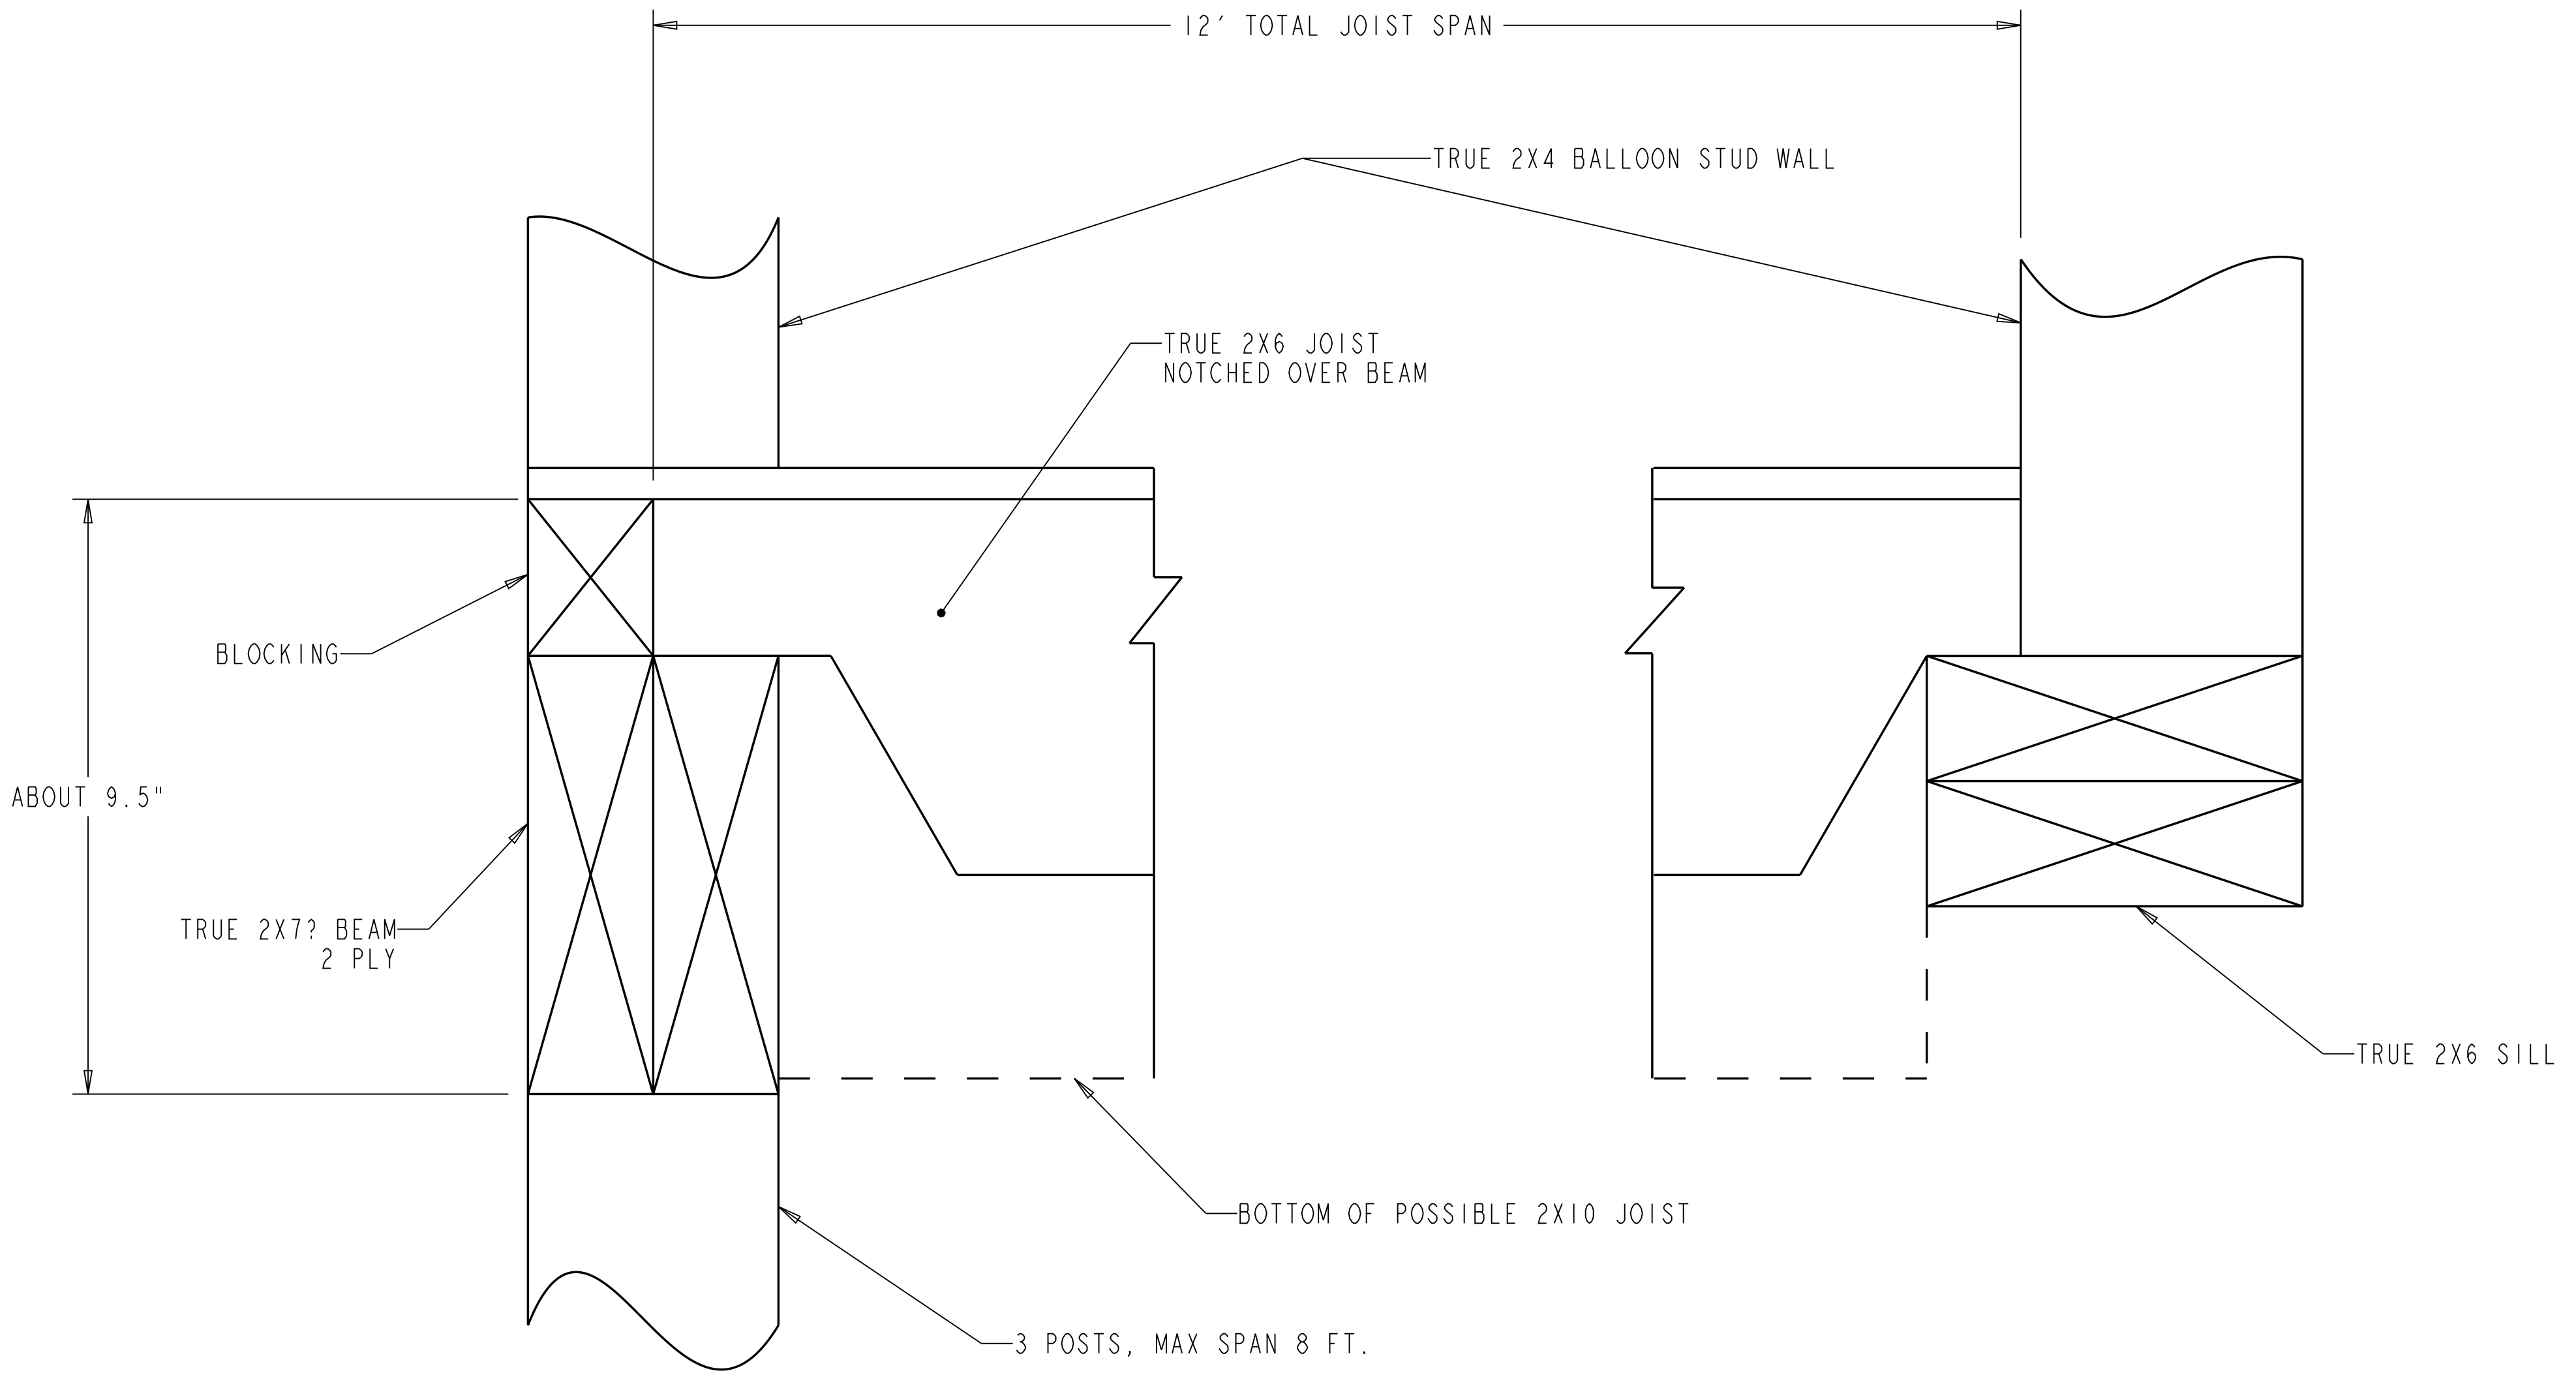 12' TOTAL JOIST SPAN
TRUE 2X4 BALLOON STUD WALL
TRUE 2X6 JOIST
NOTCHED OVER BEAM
BLOCKING
ABOUT 9.5"
TRUE 2X7? BEAM
2 PLY
TRUE 2X6 SILL
BOTTOM OF POSSIBLE 2X10 JOIST
3 POSTS, MAX SPAN 8 FT.